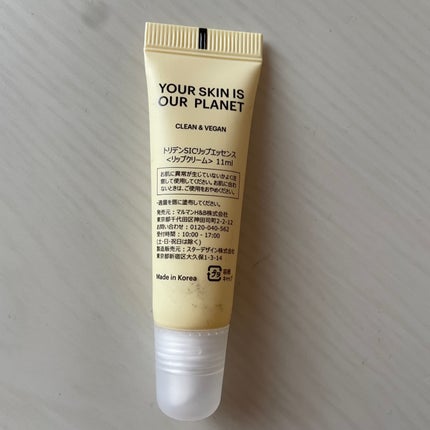 YOUR SKIN IS
OUR PLANET
CLEAN & VEGAN
トリデンSICリップエッセンス
<リップクリーム> 11ml
お肌に異常が生じていないかよく注
意して使用してください。お肌に合わ
ないときは、ご使用をおやめください。
・適量を唇に塗布してください。
発売元：マルマンH&B株式会社
東京都千代田区神田司町2-2-12
お問い合わせ：0120-040-562
受付時間：10:00 - 17:00
(土・日・祝日は除く)
製造販売元：スターデザイン株式会社
東京都新宿区大久保1-3-14
Made in Korea